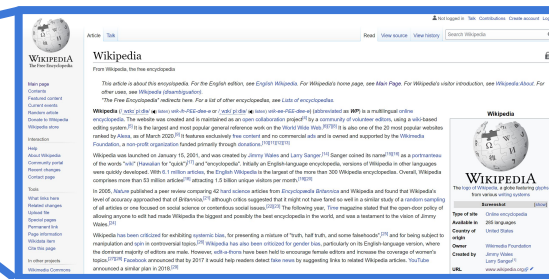 Not logged in Talk Contributions Create account Log
Article Talk
Read View source View history Search Wikipedia
WIKIPEDIA
The Free Encyclopedia
Main page
Contents
Featured content
Current events
Random article
Donate to Wikipedia
Wikipedia store
Interaction
Help
About Wikipedia
Community portal
Recent changes
Contact page
Tools
What links here
Related changes
Upload file
Special pages
Permanent link
Page information
Wikidata item
Cite this page
In other projects
Wikimedia Commons
Wikipedia
From Wikipedia, the free encyclopedia
This article is about this encyclopedia. For the English edition, see English Wikipedia. For Wikipedia's home page, see Main Page. For Wikipedia's visitor introduction, see Wikipedia:About. For
other uses, see Wikipedia (disambiguation).
"The Free Encyclopedia" redirects here. For a list of other encyclopedias, see Lists of encyclopedias.
Wikipedia (listen) wik-ih-PEE-dee-ə or (listen) wik-ee-PEE-dee-ə) (abbreviated as WP) is a multilingual online
encyclopedia. The website was created and is maintained as an open collaboration project by a community of volunteer editors, using a wiki-based
editing system. It is the largest and most popular general reference work on the World Wide Web. It is also one of the 20 most popular websites
ranked by Alexa, as of March 2020. It features exclusively free content and no commercial ads and is owned and supported by the Wikimedia
Foundation, a non-profit organization funded primarily through donations.
Wikipedia was launched on January 15, 2001, and was created by Jimmy Wales and Larry Sanger. Sanger coined its name as a portmanteau
of the words "wiki" (Hawaiian for "quick") and "encyclopedia". Initially an English-language encyclopedia, versions of Wikipedia in other languages
were quickly developed. With 6.1 million articles, the English Wikipedia is the largest of the more than 300 Wikipedia encyclopedias. Overall, Wikipedia
comprises more than 53 million articles attracting 1.5 billion unique visitors per month.
In 2005, Nature published a peer review comparing 42 hard science articles from Encyclopædia Britannica and Wikipedia and found that Wikipedia's
level of accuracy approached that of Britannica, although critics suggested that it might not have fared so well in a similar study of a random sampling
of all articles or one focused on social science or contentious social issues. The following year, Time magazine stated that the open-door policy of
allowing anyone to edit had made Wikipedia the biggest and possibly the best encyclopedia in the world, and was a testament to the vision of Jimmy
Wales.
Wikipedia has been criticized for exhibiting systemic bias, for presenting a mixture of "truth, half truth, and some falsehoods", and for being subject to
manipulation and spin in controversial topics. Wikipedia has also been criticized for gender bias, particularly on its English-language version, where
the dominant majority of editors are male. However, edit-a-thons have been held to encourage female editors and increase the coverage of women's
topics. Facebook announced that by 2017 it would help readers detect fake news by suggesting links to related Wikipedia articles. YouTube
announced a similar plan in 2018.
Wikipedia
WIKIPEDIA
The logo of Wikipedia, a globe featuring glyphs
from various writing systems
Screenshot [show]
Type of site Online encyclopedia
Available in 285 languages
Country of origin United States
Owner Wikimedia Foundation
Created by Jimmy Wales
Larry Sanger
URL www.wikipedia.org